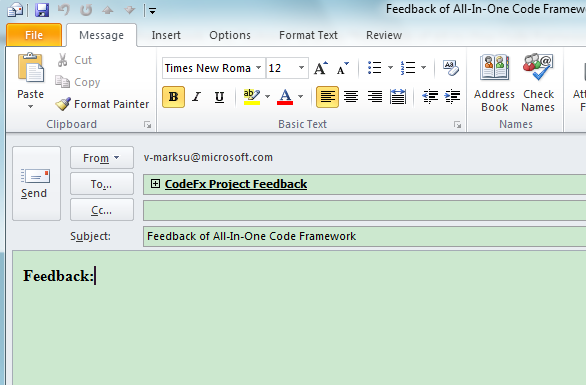 Feedback of All-In-One Code Framew
File Message Insert Options Format Text Review
Paste
Cut
Copy
Format Painter
Clipboard
Times New Roma 12 A A
B I U ab A
Basic Text
Address Book
Check Names
Names
Att
F
Send
From v-marksu@microsoft.com
To... CodeFx Project Feedback
Cc...
Subject: Feedback of All-In-One Code Framework
Feedback: